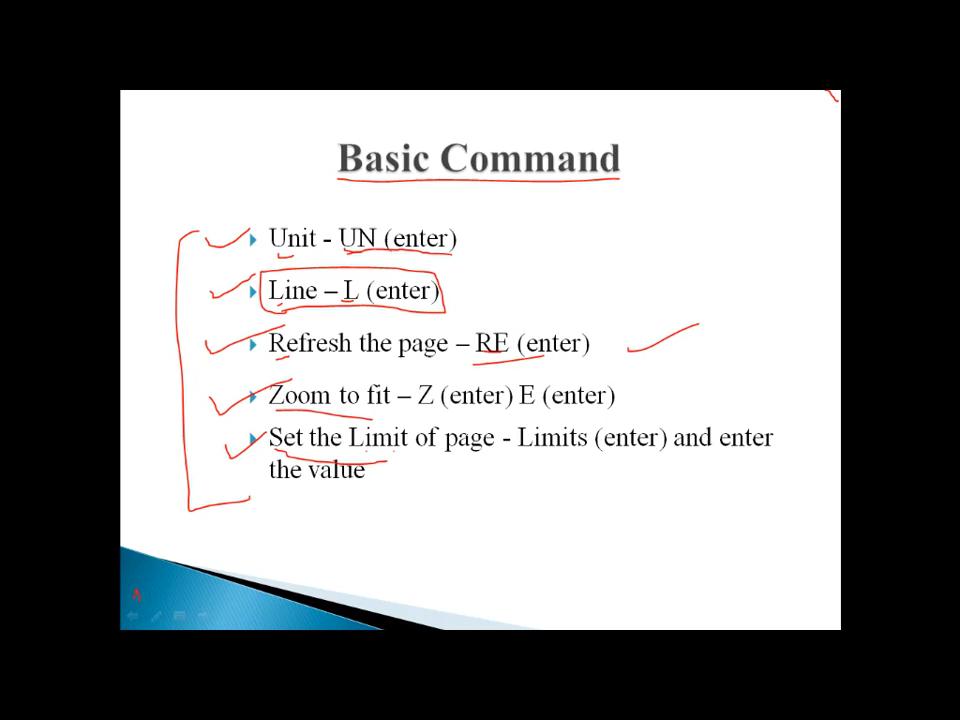 Basic Command
Unit - UN (enter)
Line – L (enter)
Refresh the page – RE (enter)
Zoom to fit – Z (enter) E (enter)
Set the Limit of page - Limits (enter) and enter
the value